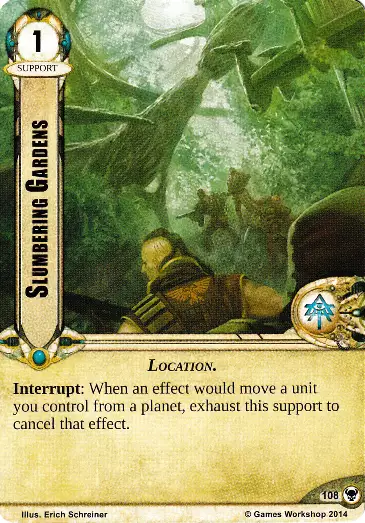 1
SUPPORT
SLUMBERING GARDENS
LOCATION.
Interrupt: When an effect would move a unit
you control from a planet, exhaust this support to
cancel that effect.
108
Illus. Erich Schreiner
© Games Workshop 2014